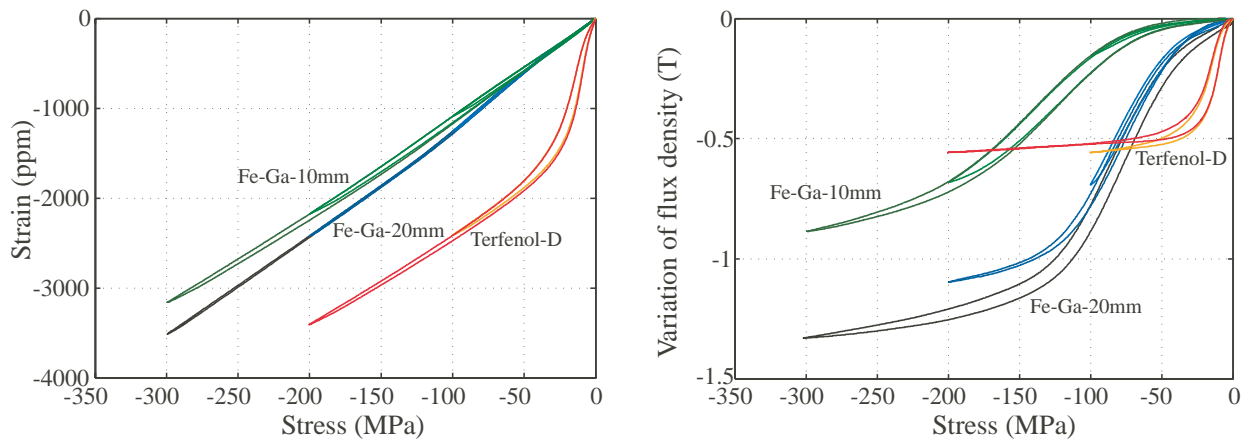 0
-1000
-2000
-3000
-4000
Strain (ppm)
Fe-Ga-10mm
Fe-Ga-20mm
Terfenol-D
-350 -300 -250 -200 -150 -100 -50 0
Stress (MPa)
0
-0.5
-1
-1.5
Variation of flux density (T)
Terfenol-D
Fe-Ga-10mm
Fe-Ga-20mm
-350 -300 -250 -200 -150 -100 -50 0
Stress (MPa)